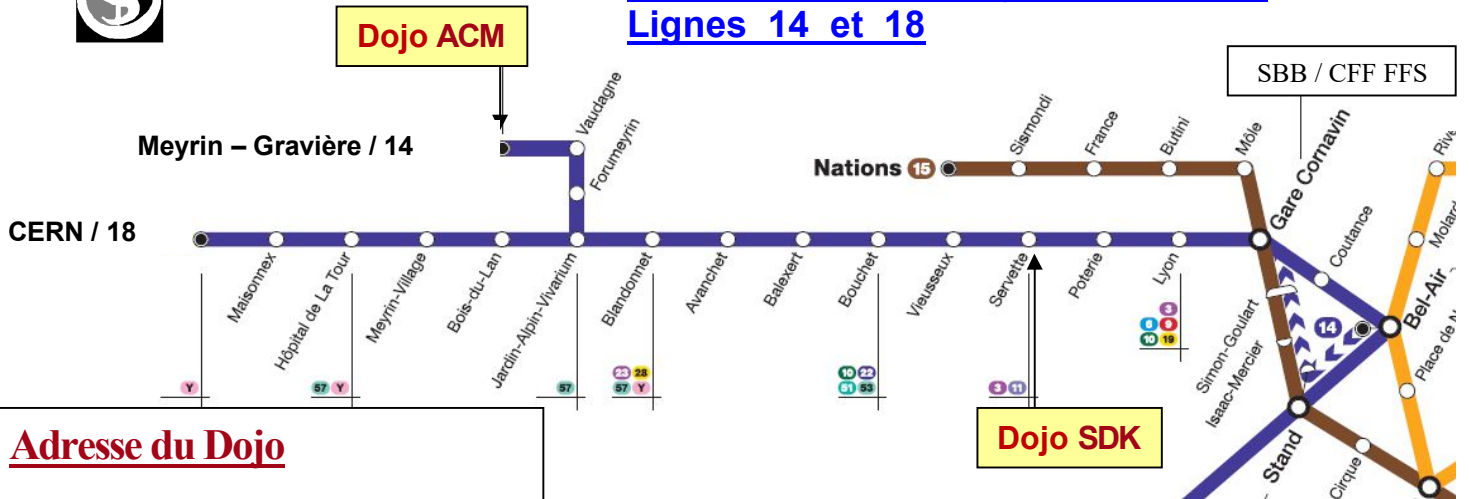 Lignes 14 et 18
Dojo ACM
SBB / CFF FFS
Meyrin – Gravière / 14
Vaudagne
Forumeyrin
Nations 15
Sismondi
France
Butini
Môle
Gare Cornavin
Coutance
Molard
Bel-Air
CERN / 18
Maisonnex
Hôpital de La Tour
Meyrin-Village
Bois-du-Lan
Jardin-Alpin-Vivarium
Blandonnet
Avanchet
Balexert
Bouchet
Vieusseux
Servette
Poterie
Lyon
Simon-Goulart
Isaac-Mercier
14
Place de
Stand
Cirque
Y
57 Y
57
23 28
57 Y
10 22
51 53
3 11
3
6 9
10 19
Adresse du Dojo
Dojo SDK